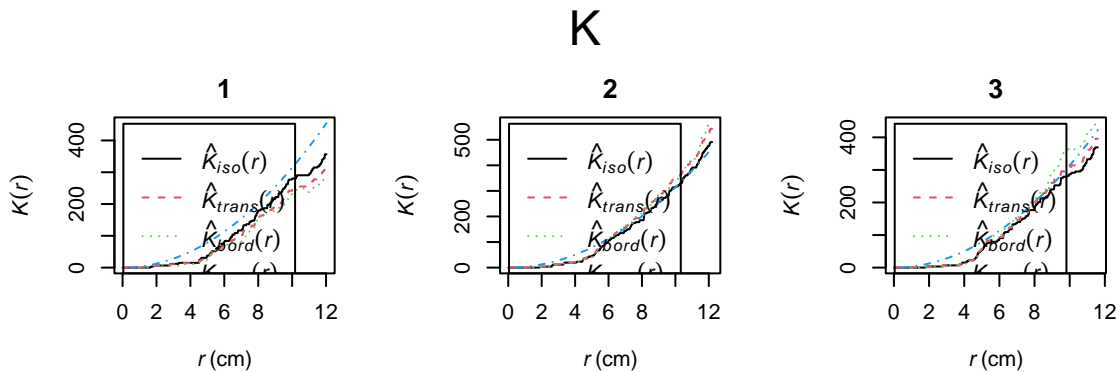 K
1
K(r)
0 200 400
K̂iso(r)
K̂trans(r)
K̂bord(r)
0 2 4 6 8 12
r (cm)
2
K(r)
0 200 500
K̂iso(r)
K̂trans(r)
K̂bord(r)
0 2 4 6 8 12
r (cm)
3
K(r)
0 200 400
K̂iso(r)
K̂trans(r)
K̂bord(r)
0 2 4 6 8 12
r (cm)